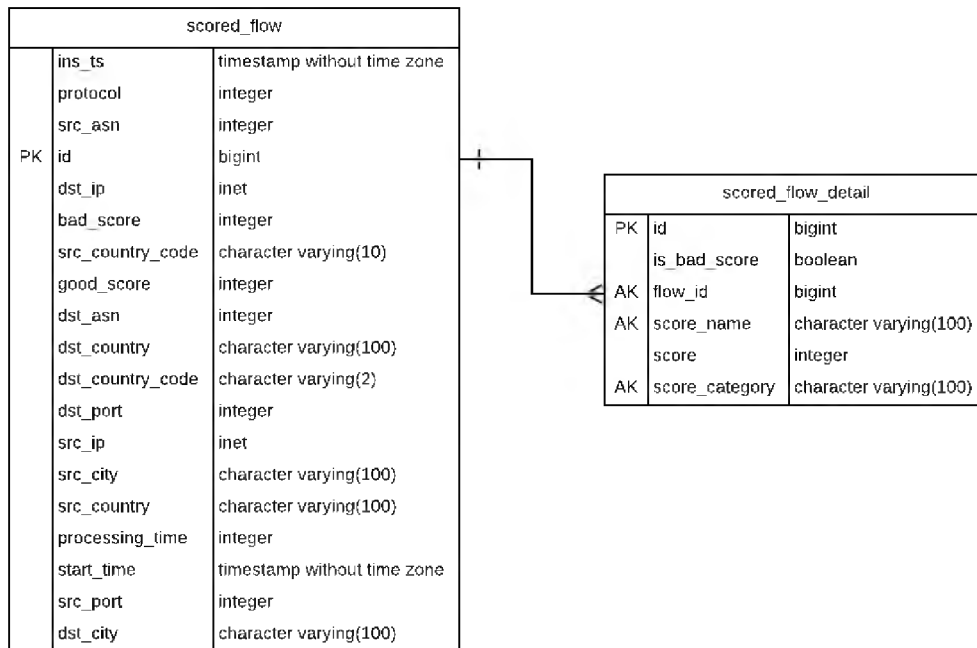 scored_flow
ins_ts timestamp without time zone
protocol integer
src_asn integer
PK id bigint
dst_ip inet
bad_score integer
src_country_code character varying(10)
good_score integer
dst_asn integer
dst_country character varying(100)
dst_country_code character varying(2)
dst_port integer
src_ip inet
src_city character varying(100)
src_country character varying(100)
processing_time integer
start_time timestamp without time zone
src_port integer
dst_city character varying(100)
scored_flow_detail
PK id bigint
is_bad_score boolean
AK flow_id bigint
AK score_name character varying(100)
score integer
AK score_category character varying(100)